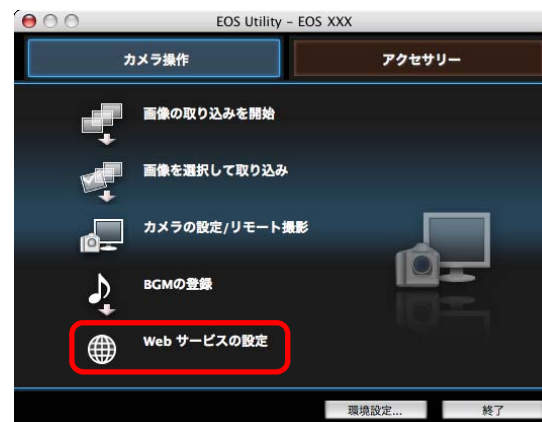 EOS Utility – EOS XXX
カメラ操作
アクセサリー
画像の取り込みを開始
画像を選択して取り込み
カメラの設定/リモート撮影
BGMの登録
Web サービスの設定
環境設定...
終了